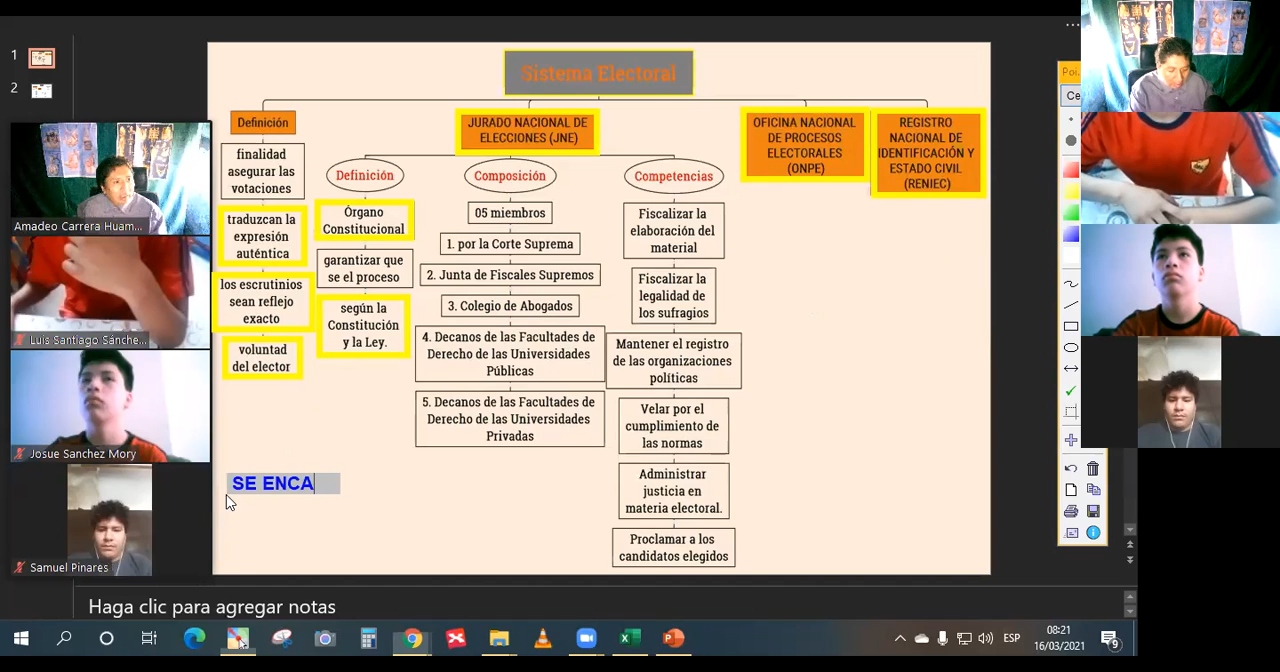 1
2
Sistema Electoral
Definición
finalidad
asegurar las
votaciones
traduzcan la
expresión
auténtica
los escrutinios
sean reflejo
exacto
voluntad
del elector
JURADO NACIONAL DE
ELECCIONES (JNE)
Definición
Órgano
Constitucional
garantizar que
se el proceso
según la
Constitución
y la Ley.
Composición
05 miembros
1. por la Corte Suprema
2. Junta de Fiscales Supremos
3. Colegio de Abogados
4. Decanos de las Facultades de
Derecho de las Universidades
Públicas
5. Decanos de las Facultades de
Derecho de las Universidades
Privadas
Competencias
Fiscalizar la
elaboración del
material
Fiscalizar la
legalidad de
los sufragios
Mantener el registro
de las organizaciones
políticas
Velar por el
cumplimiento de
las normas
Administrar
justicia en
materia electoral.
Proclamar a los
candidatos elegidos
OFICINA NACIONAL
DE PROCESOS
ELECTORALES
(ONPE)
REGISTRO
NACIONAL DE
IDENTIFICACIÓN Y
ESTADO CIVIL
(RENIEC)
SE ENCA
Amadeo Carrera Huam...
Luis Santiago Sánche...
Josue Sanchez Mory
Samuel Pinares
Poi
Ce
Haga clic para agregar notas
ESP
08:21
16/03/2021
9